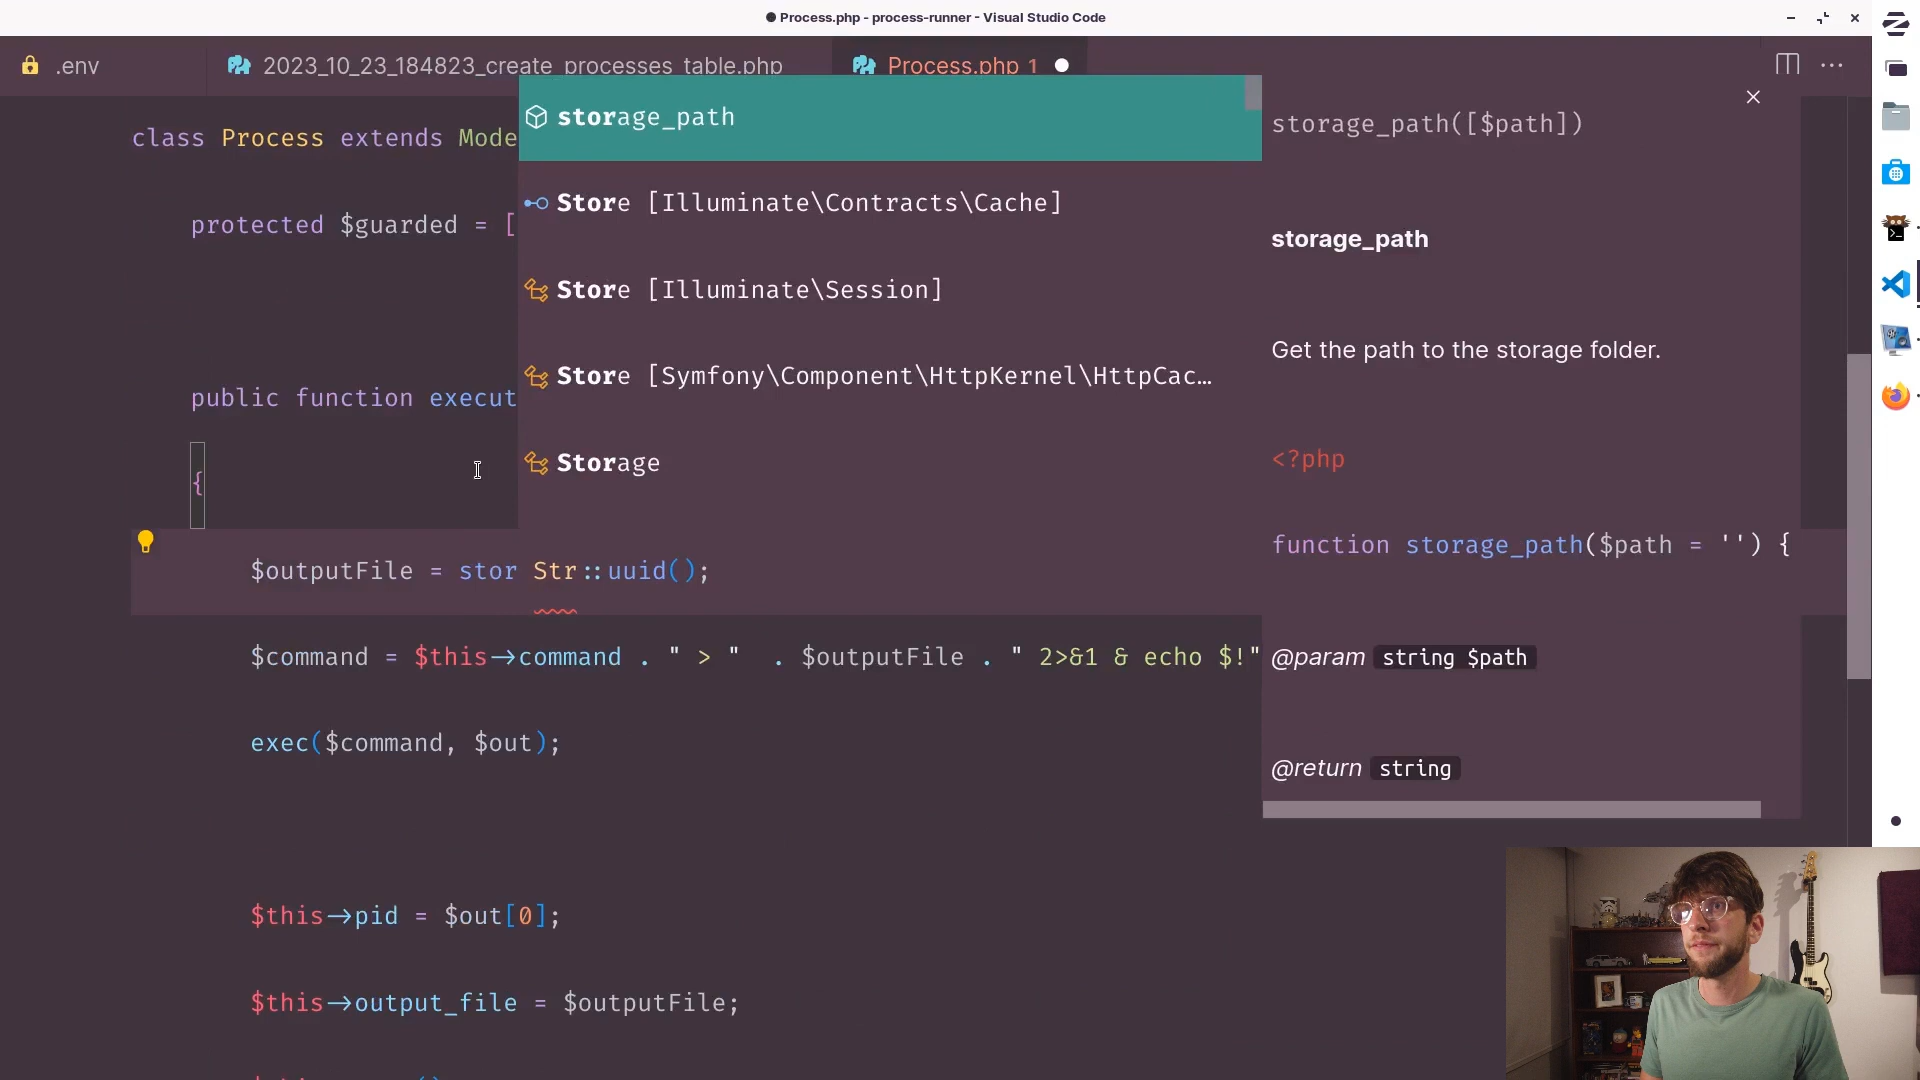 Process.php - process-runner - Visual Studio Code
.env
2023_10_23_184823_create_processes_table.php
Process.php 1
class Process extends Mode
protected $guarded = [
public function execut
{
$outputFile = stor Str::uuid();
$command = $this->command . " > "  . $outputFile . " 2>&1 & echo $!"
exec($command, $out);
$this->pid = $out[0];
$this->output_file = $outputFile;
storage_path
Store [Illuminate\Contracts\Cache]
Store [Illuminate\Session]
Store [Symfony\Component\HttpKernel\HttpCac…
Storage
storage_path([$path])
storage_path
Get the path to the storage folder.
<?php
function storage_path($path = '') {
@param string $path
@return string